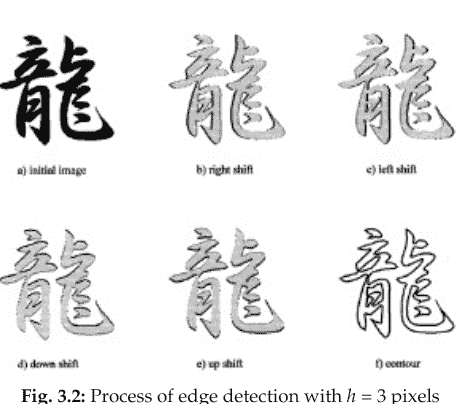 龍 龍 龍
a) initial image b) right shift c) left shift
龍 龍 龍
d) down shift e) up shift f) contour
Fig. 3.2: Process of edge detection with h = 3 pixels